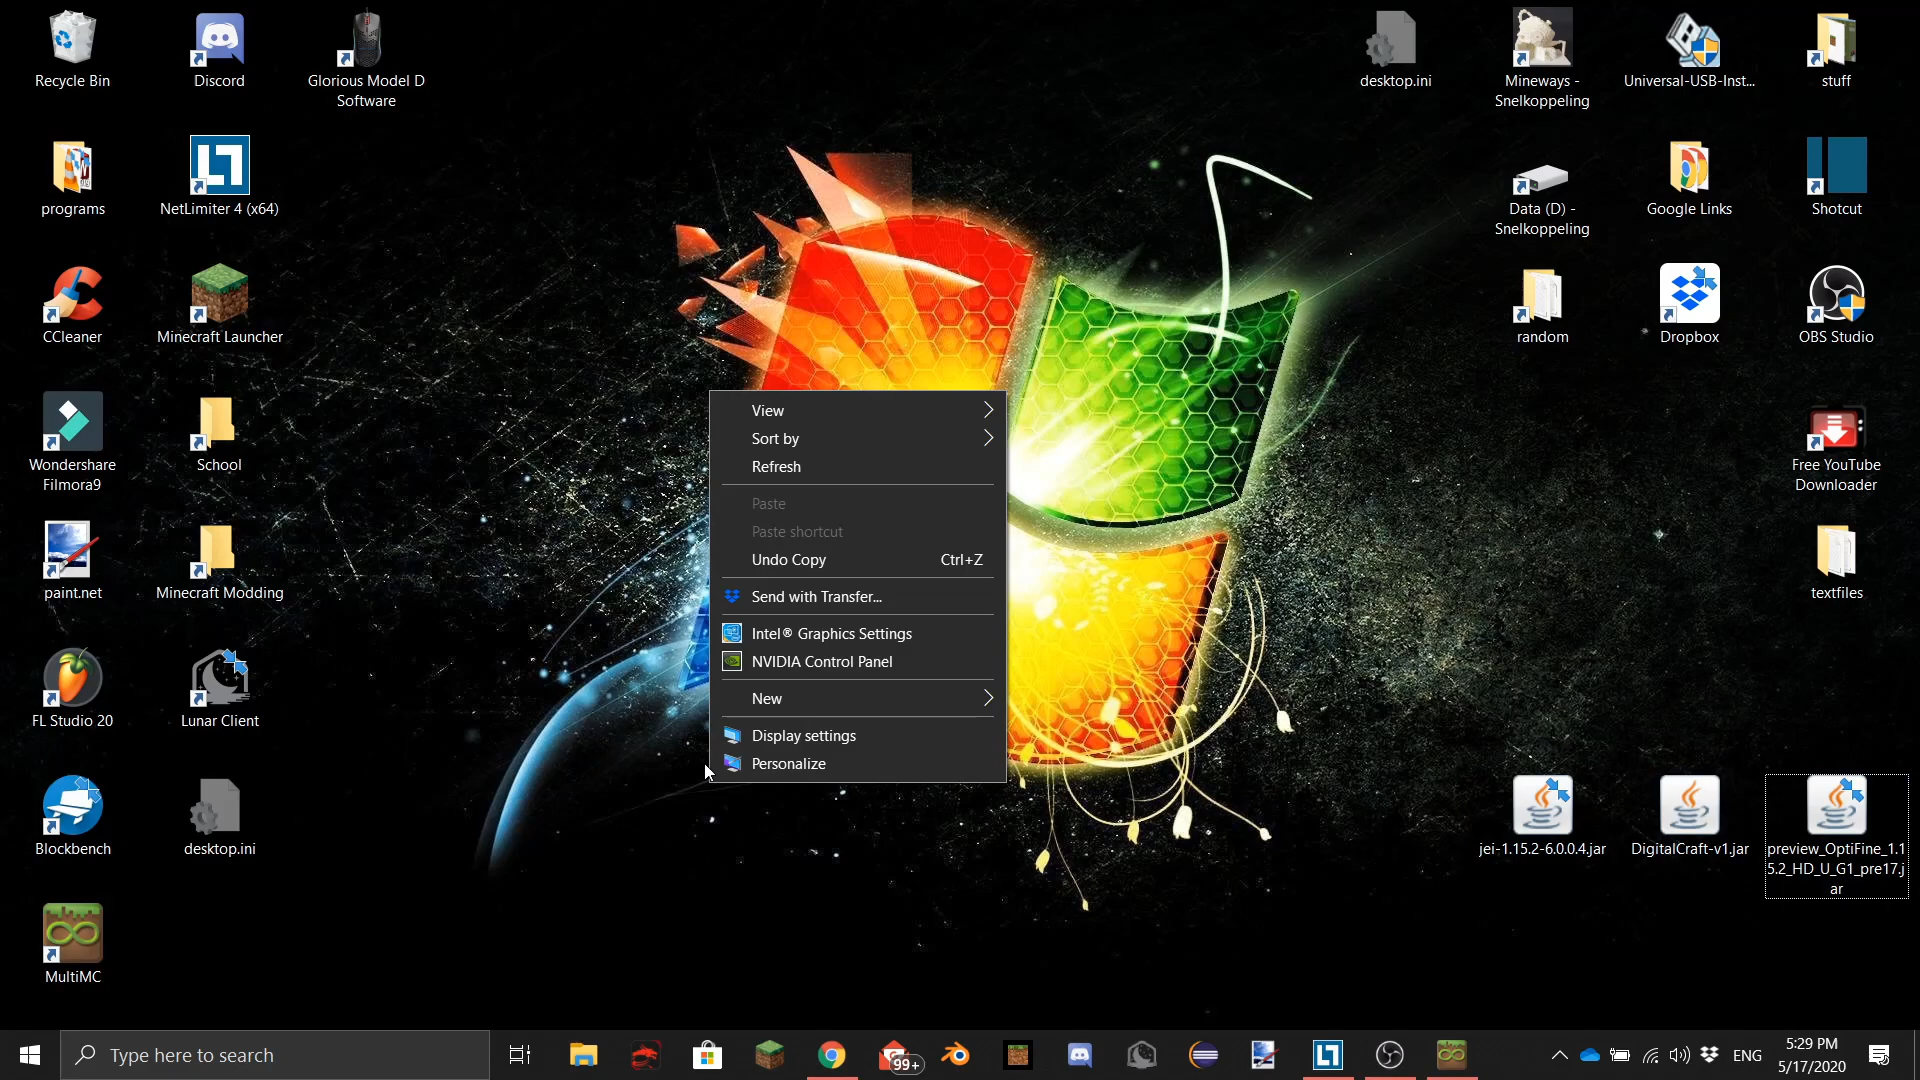 Recycle Bin
Discord
Glorious Model D
Software
desktop.ini
Mineways -
Snelkoppeling
Universal-USB-Inst...
stuff
programs
NetLimiter 4 (x64)
Data (D) -
Snelkoppeling
Google Links
Shotcut
CCleaner
Minecraft Launcher
random
Dropbox
OBS Studio
Wondershare
Filmora9
School
Free YouTube
Downloader
paint.net
Minecraft Modding
textfiles
FL Studio 20
Lunar Client
Blockbench
desktop.ini
jei-1.15.2-6.0.0.4.jar
DigitalCraft-v1.jar
preview_OptiFine_1.1
5.2_HD_U_G1_pre17.j
ar
MultiMC
View
Sort by
Refresh
Paste
Paste shortcut
Undo Copy Ctrl+Z
Send with Transfer...
Intel® Graphics Settings
NVIDIA Control Panel
New
Display settings
Personalize
Type here to search
99+
ENG
5:29 PM
5/17/2020